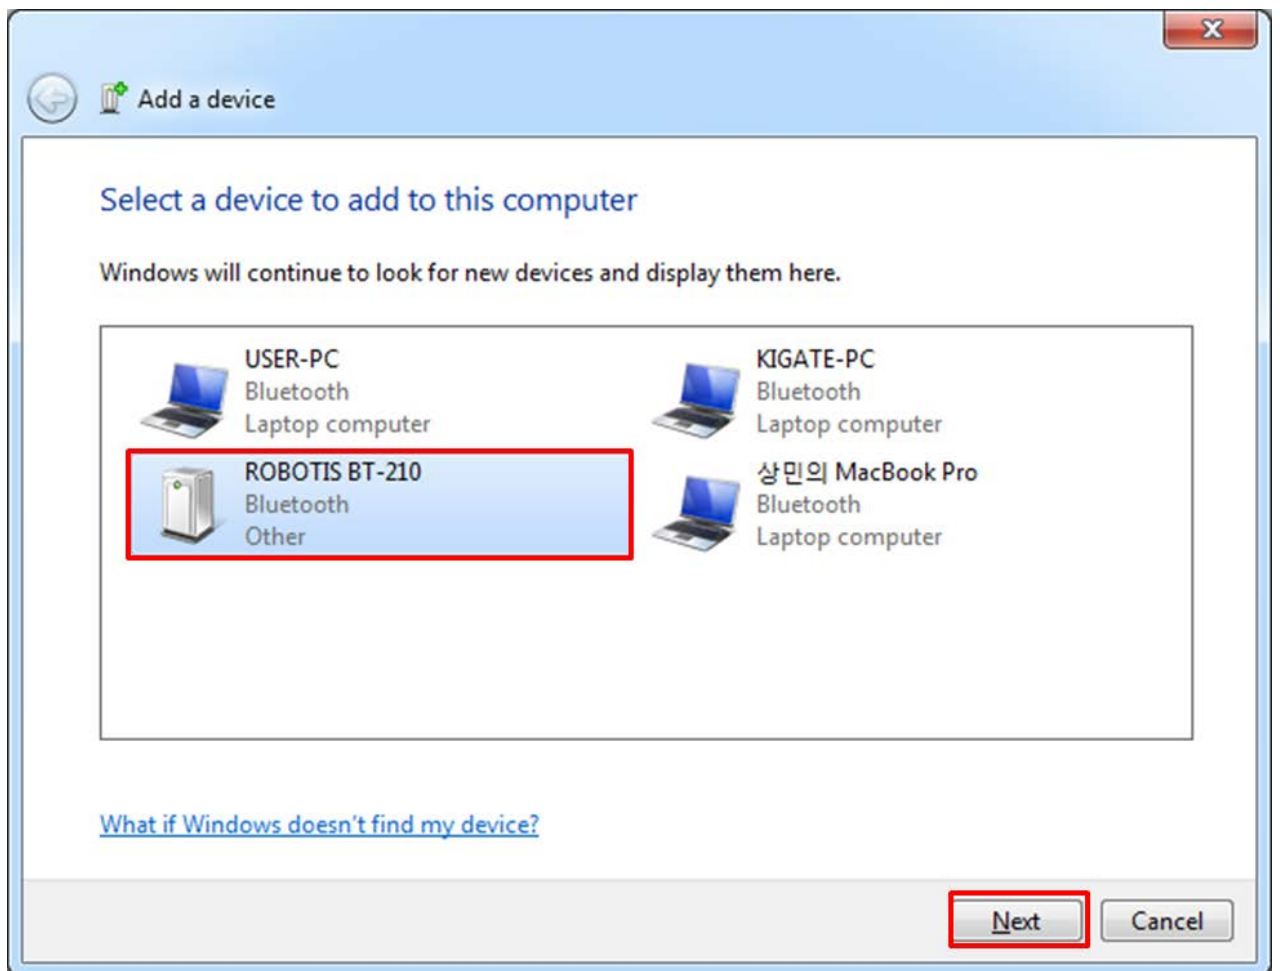 Add a device
Select a device to add to this computer
Windows will continue to look for new devices and display them here.
USER-PC
Bluetooth
Laptop computer
KIGATE-PC
Bluetooth
Laptop computer
ROBOTIS BT-210
Bluetooth
Other
상민의 MacBook Pro
Bluetooth
Laptop computer
What if Windows doesn't find my device?
Next
Cancel